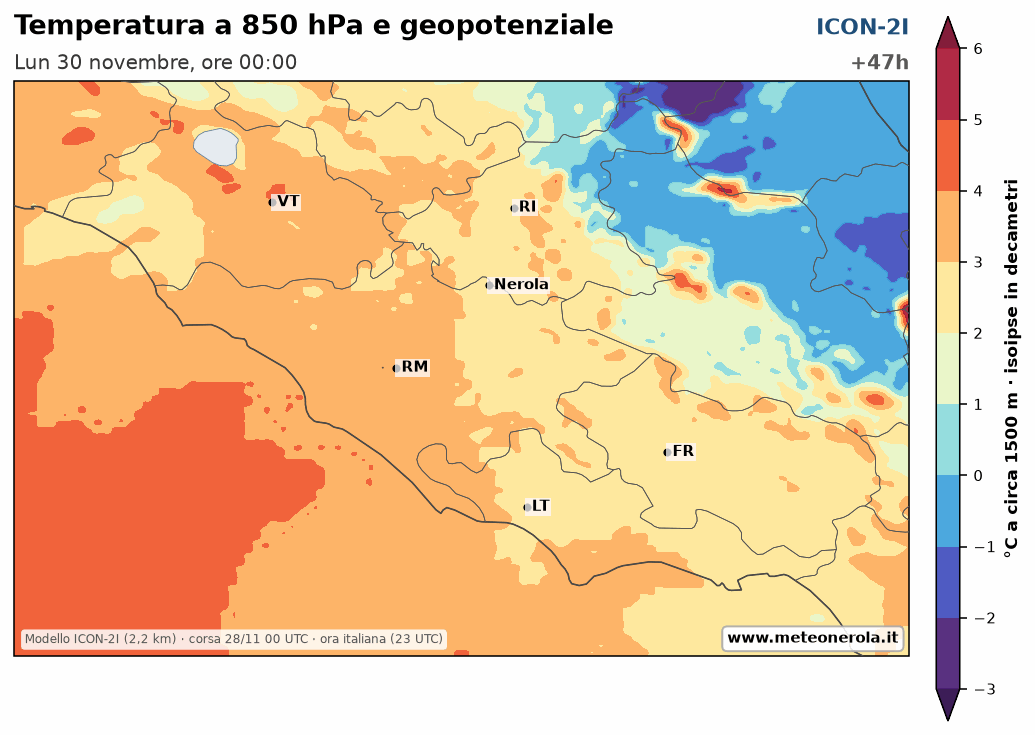 Temperatura a 850 hPa e geopotenziale
ICON-2I
Lun 30 novembre, ore 00:00
+47h
VT
RI
Nerola
RM
FR
LT
Modello ICON-2I (2,2 km) · corsa 28/11 00 UTC · ora italiana (23 UTC)
www.meteonerola.it
6
5
4
3
2
1
0
−1
−2
−3
°C a circa 1500 m · isoipse in decametri